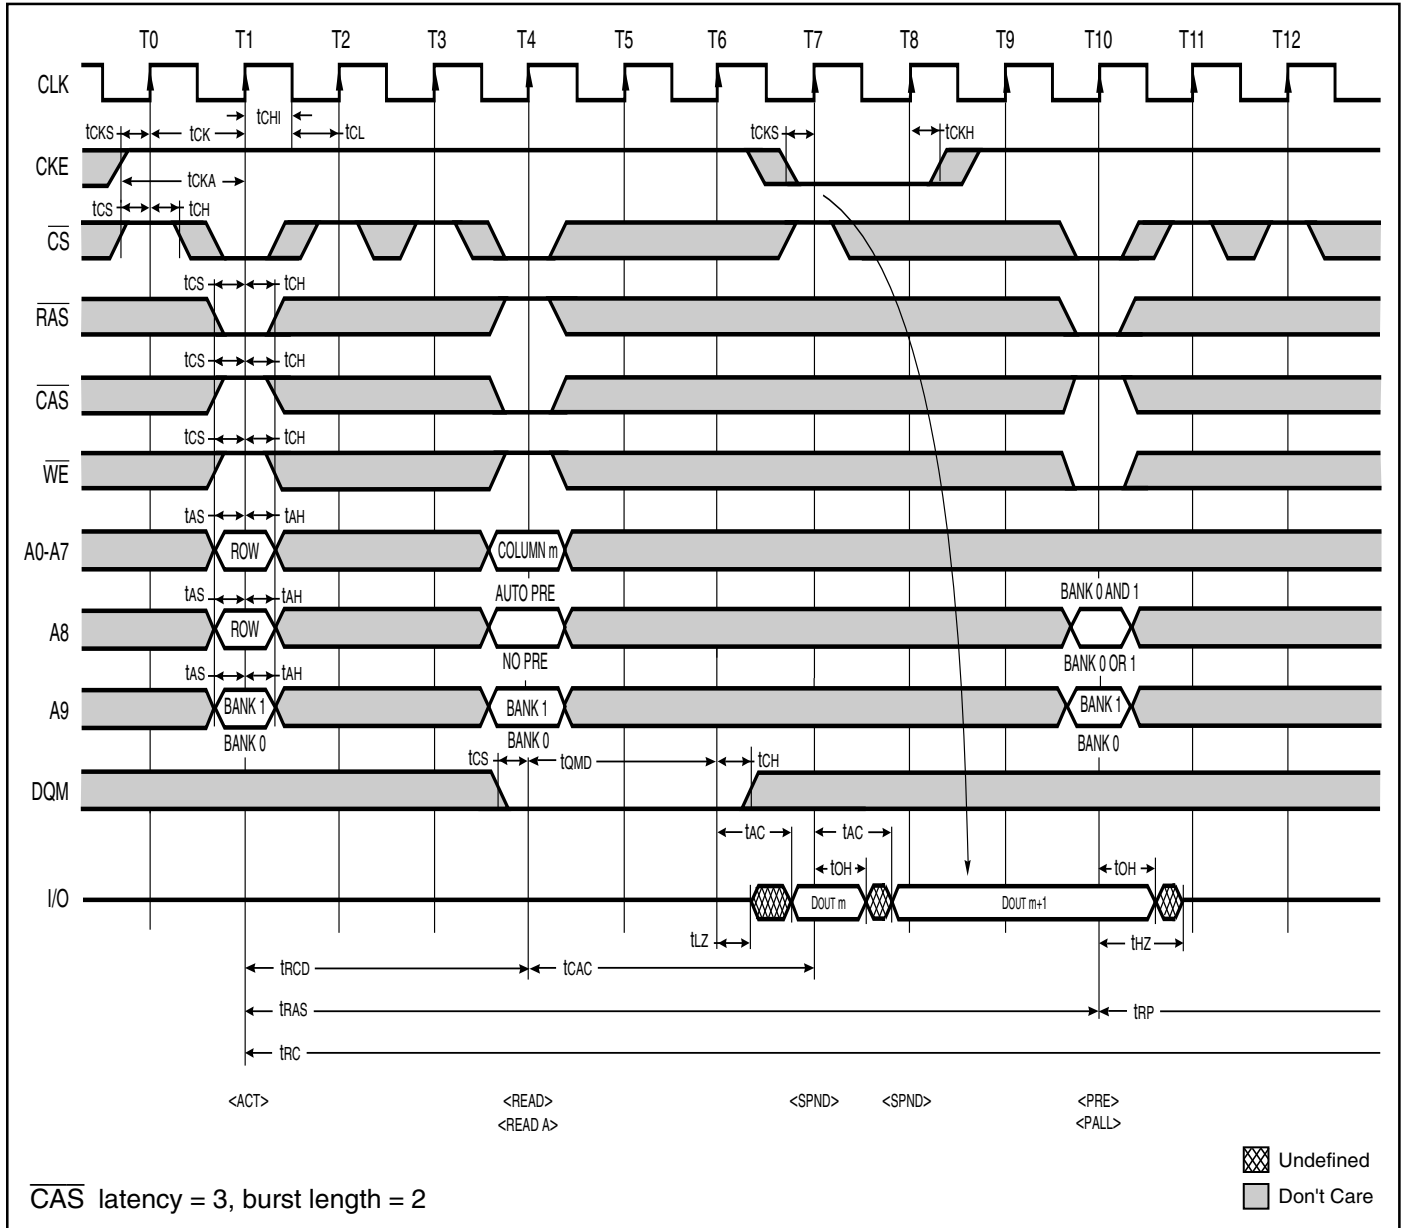 T0 T1 T2 T3 T4 T5 T6 T7 T8 T9 T10 T11 T12
CLK
tCHI
tCKS tCK tCL tCKS tCKH
CKE
tCKA
tCS tCH
CS
tCS tCH
RAS
tCS tCH
CAS
tCS tCH
WE
tAS tAH
A0-A7 ROW COLUMN m
tAS tAH AUTO PRE BANK 0 AND 1
A8 ROW
NO PRE BANK 0 OR 1
tAS tAH
A9 BANK 1 BANK 1 BANK 1
BANK 0 BANK 0 BANK 0
tCS tQMD tCH
DQM
tAC tAC
tOH tOH
I/O DOUT m DOUT m+1
tLZ tHZ
tRCD tCAC
tRAS tRP
tRC
<ACT> <READ> <SPND> <SPND> <PRE>
<READ A> <PALL>
Undefined
Don't Care
CAS latency = 3, burst length = 2